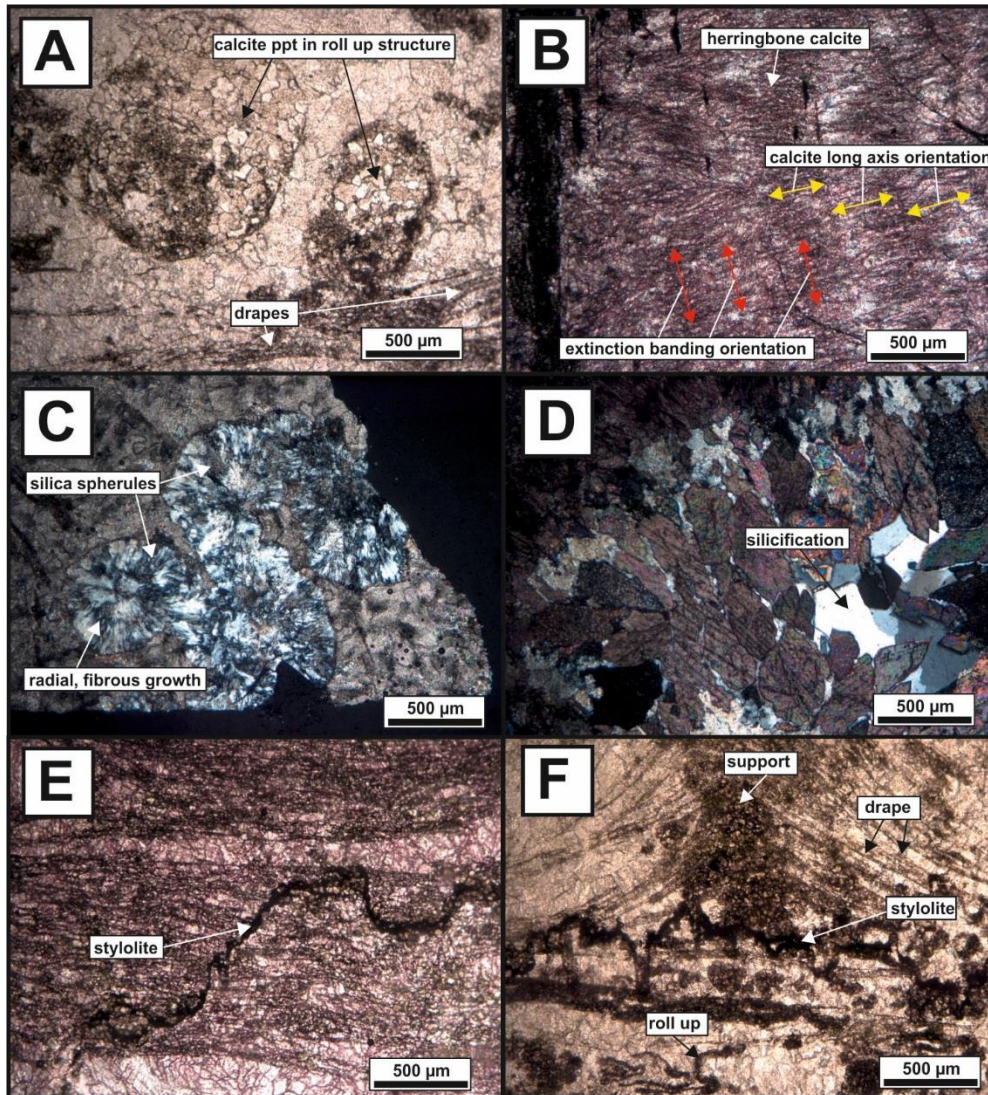 A
calcite ppt in roll up structure
drapes
500 µm
B
herringbone calcite
calcite long axis orientation
extinction banding orientation
500 µm
C
silica spherules
radial, fibrous growth
500 µm
D
silicification
500 µm
E
stylolite
500 µm
F
support
drape
stylolite
roll up
500 µm